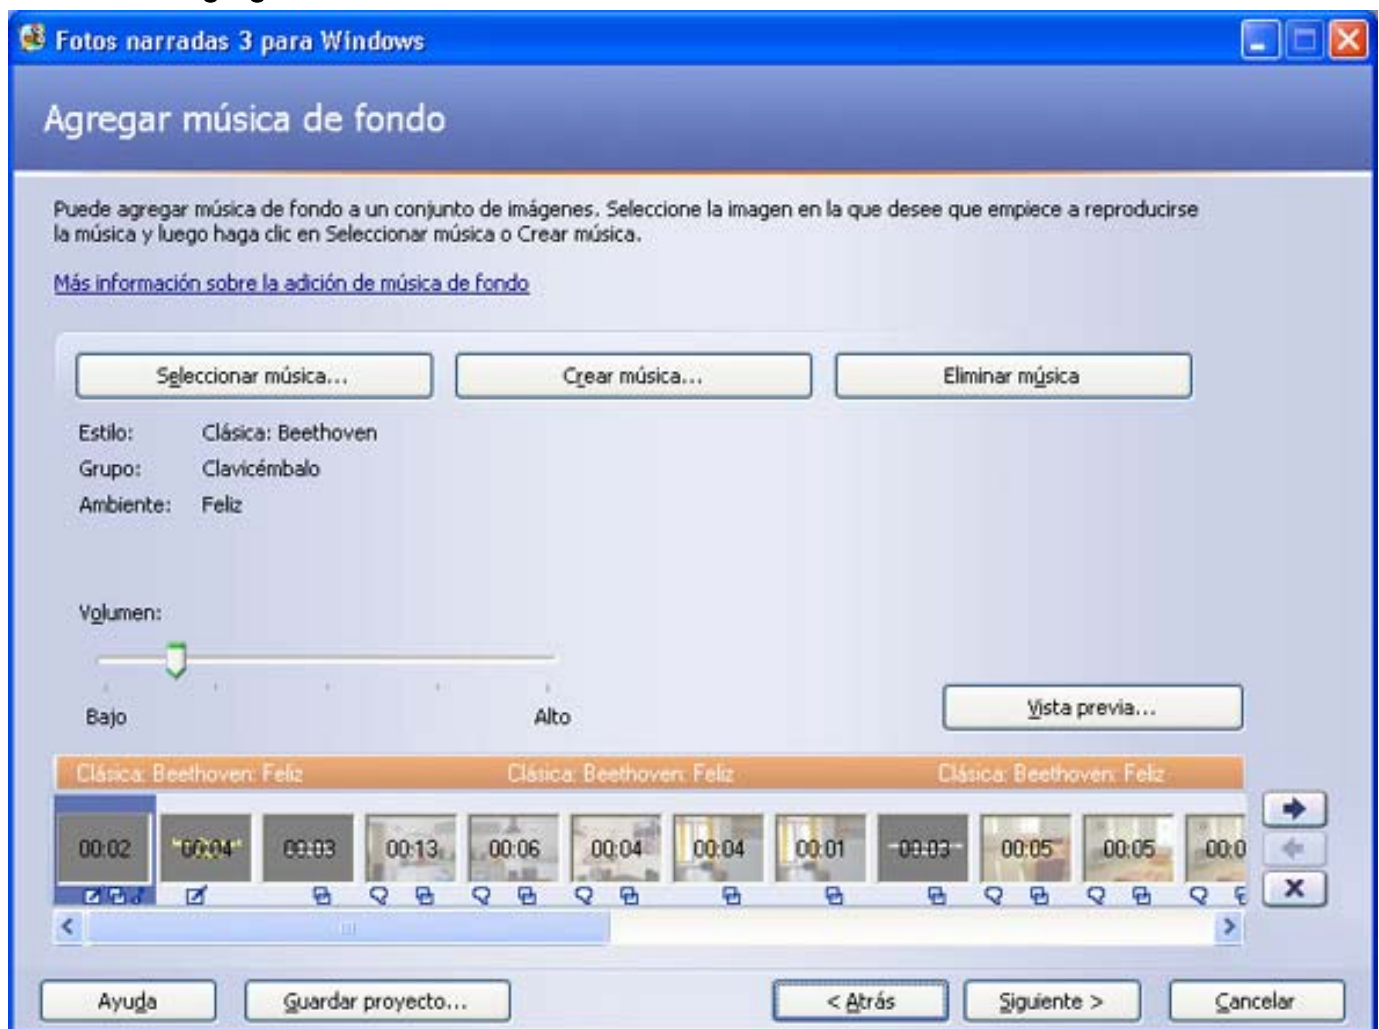 Fotos narradas 3 para Windows
Agregar música de fondo
Puede agregar música de fondo a un conjunto de imágenes. Seleccione la imagen en la que desee que empiece a reproducirse
la música y luego haga clic en Seleccionar música o Crear música.
Más información sobre la adición de música de fondo
Seleccionar música... Crear música... Eliminar música
Estilo: Clásica: Beethoven
Grupo: Clavicémbalo
Ambiente: Feliz
Volumen:
Bajo Alto
Vista previa...
Clásica: Beethoven: Feliz Clásica: Beethoven: Feliz Clásica: Beethoven: Feliz
00:02 00:04 00:03 00:13 00:06 00:04 00:04 00:01 00:03 00:05 00:05 00:0
Ayuda Guardar proyecto... < Atrás Siguiente > Cancelar